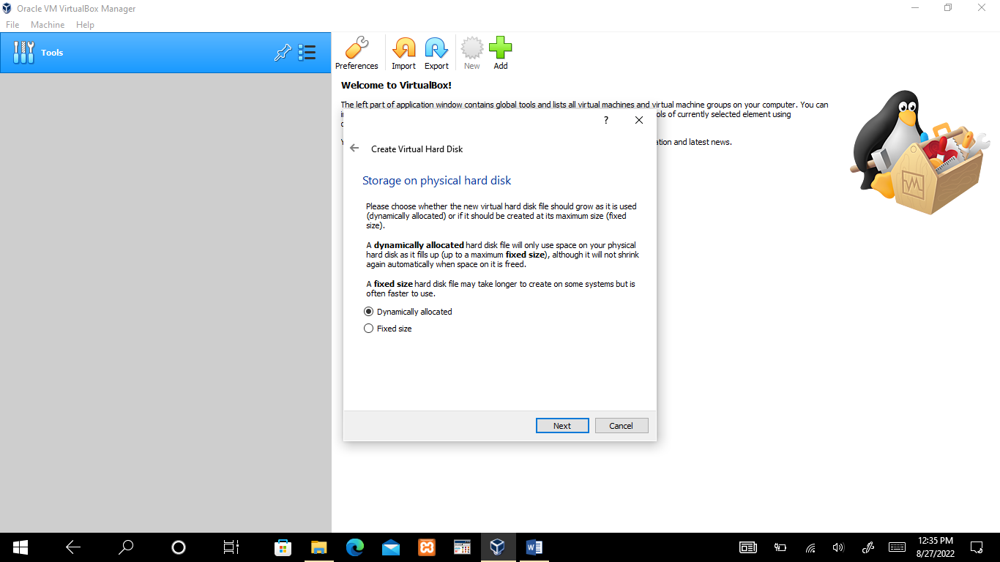 Oracle VM VirtualBox Manager
File Machine Help
Tools
Preferences Import Export New Add
Welcome to VirtualBox!
The left part of application window contains global tools and lists all virtual machines and virtual machine groups on your computer. You can
ols of currently selected element using
tion and latest news.
?
Create Virtual Hard Disk
Storage on physical hard disk
Please choose whether the new virtual hard disk file should grow as it is used
(dynamically allocated) or if it should be created at its maximum size (fixed
size).
A dynamically allocated hard disk file will only use space on your physical
hard disk as it fills up (up to a maximum fixed size), although it will not shrink
again automatically when space on it is freed.
A fixed size hard disk file may take longer to create on some systems but is
often faster to use.
Dynamically allocated
Fixed size
Next Cancel
12:35 PM
8/27/2022